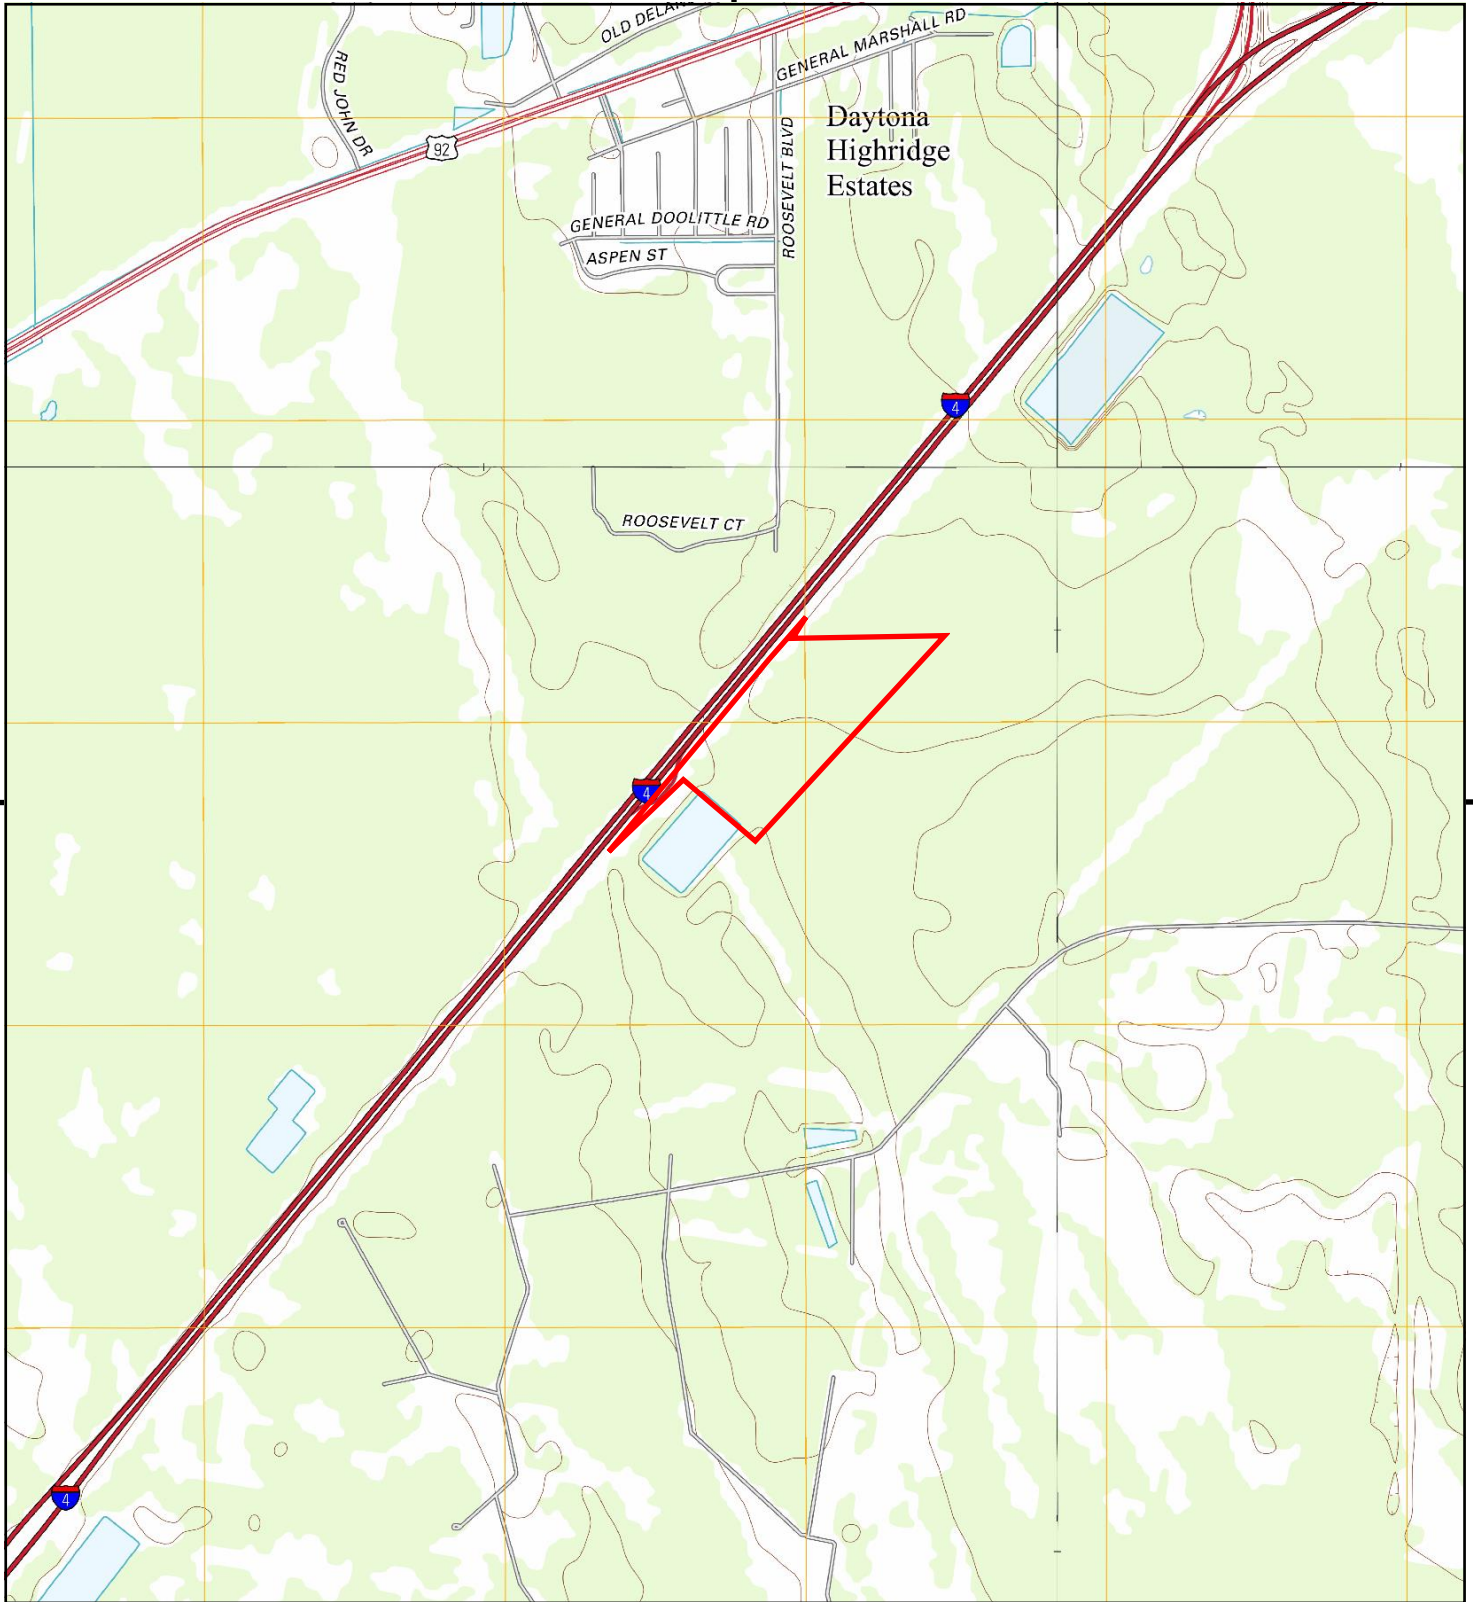 OLD DELAN
GENERAL MARSHALL RD
RED JOHN DR
92
Daytona
Highridge
Estates
ROOSEVELT BLVD
GENERAL DOOLITTLE RD
ASPEN ST
4
ROOSEVELT CT
4
4